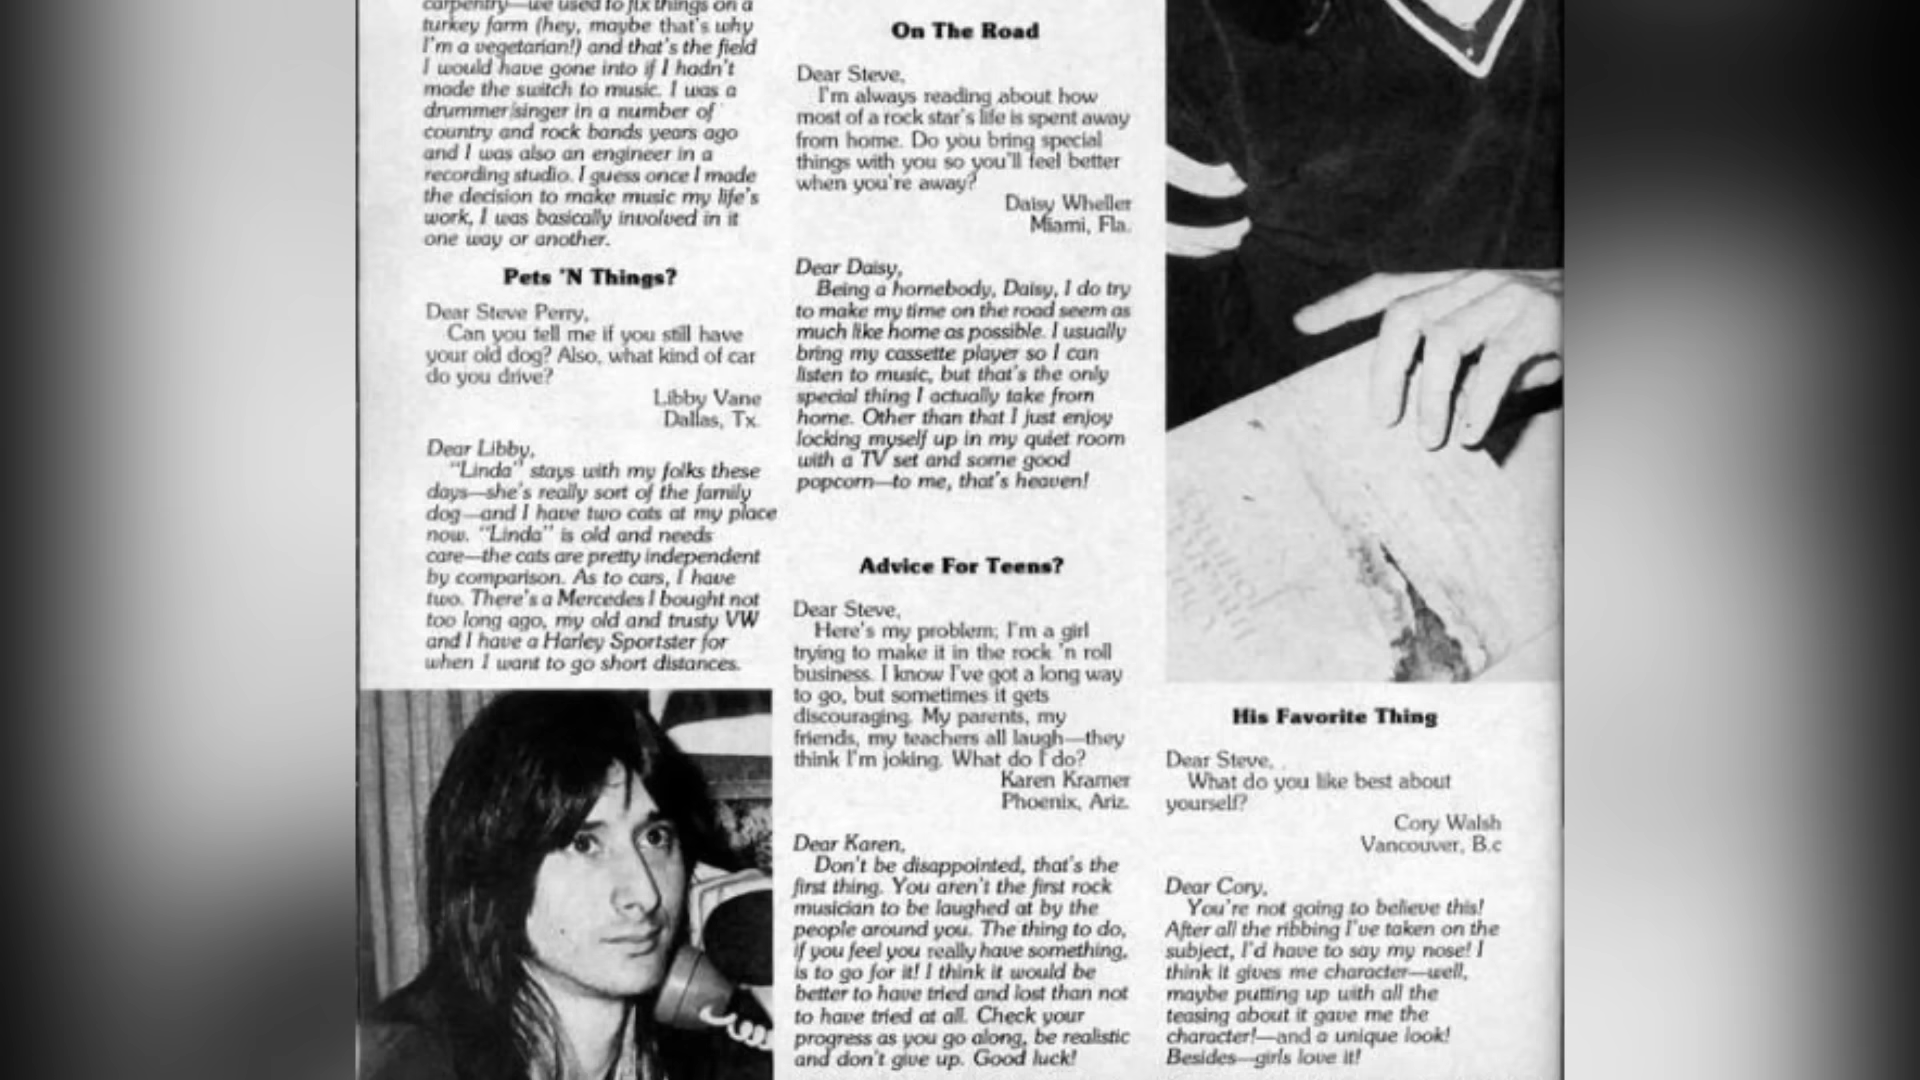 carpentry—we used to fix things on a
turkey farm (hey, maybe that's why
I'm a vegetarian!) and that's the field
I would have gone into if I hadn't
made the switch to music. I was a
drummer/singer in a number of
country and rock bands years ago
and I was also an engineer in a
recording studio. I guess once I made
the decision to make music my life's
work, I was basically involved in it
one way or another.
Pets 'N Things?
Dear Steve Perry,
Can you tell me if you still have
your old dog? Also, what kind of car
do you drive?
Libby Vane
Dallas, Tx.
Dear Libby,
"Linda" stays with my folks these
days—she's really sort of the family
dog—and I have two cats at my place
now. "Linda" is old and needs
care—the cats are pretty independent
by comparison. As to cars, I have
two. There's a Mercedes I bought not
too long ago, my old and trusty VW
and I have a Harley Sportster for
when I want to go short distances.
On The Road
Dear Steve,
I'm always reading about how
most of a rock star's life is spent away
from home. Do you bring special
things with you so you'll feel better
when you're away?
Daisy Wheller
Miami, Fla.
Dear Daisy,
Being a homebody, Daisy, I do try
to make my time on the road seem as
much like home as possible. I usually
bring my cassette player so I can
listen to music, but that's the only
special thing I actually take from
home. Other than that I just enjoy
locking myself up in my quiet room
with a TV set and some good
popcorn—to me, that's heaven!
Advice For Teens?
Dear Steve,
Here's my problem; I'm a girl
trying to make it in the rock 'n roll
business. I know I've got a long way
to go, but sometimes it gets
discouraging. My parents, my
friends, my teachers all laugh—they
think I'm joking. What do I do?
Karen Kramer
Phoenix, Ariz.
Dear Karen,
Don't be disappointed, that's the
first thing. You aren't the first rock
musician to be laughed at by the
people around you. The thing to do,
if you feel you really have something,
is to go for it! I think it would be
better to have tried and lost than not
to have tried at all. Check your
progress as you go along, be realistic
and don't give up. Good luck!
His Favorite Thing
Dear Steve,
What do you like best about
yourself?
Cory Walsh
Vancouver, B.c
Dear Cory,
You're not going to believe this!
After all the ribbing I've taken on the
subject, I'd have to say my nose! I
think it gives me character—well,
maybe putting up with all the
teasing about it gave me the
character!—and a unique look!
Besides—girls love it!